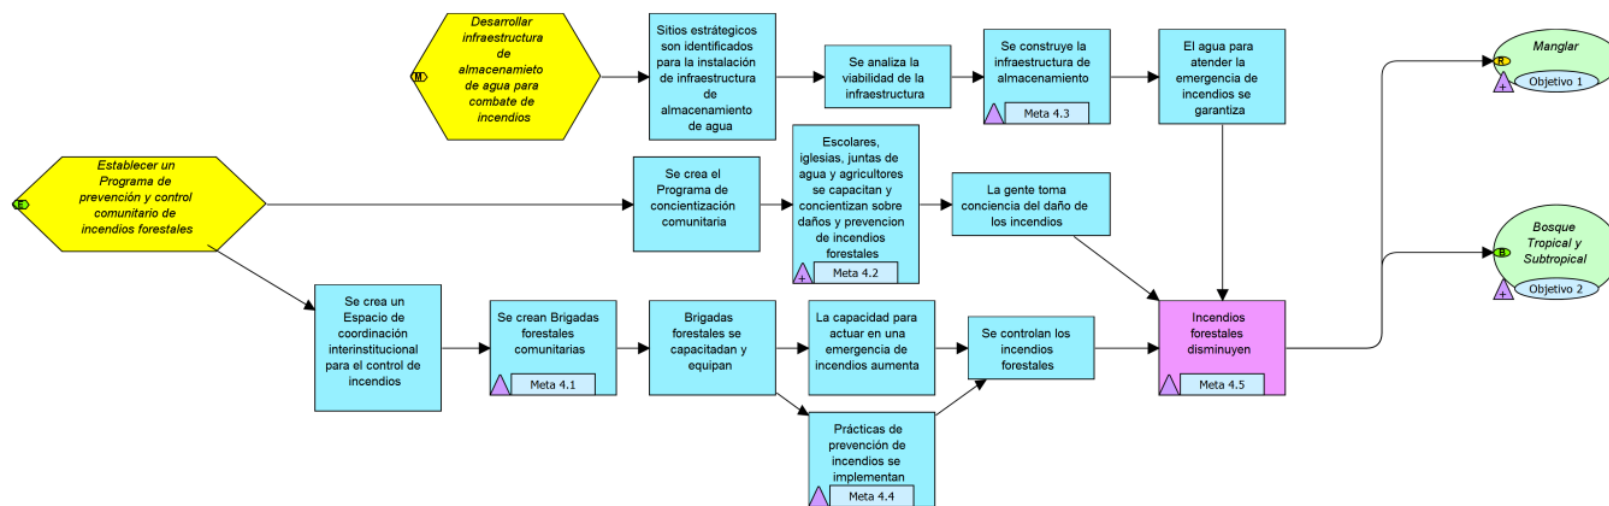 Desarrollar
infraestructura
de
almacenamieto
de agua para
combate de
incendios
M
Sitios estrátegicos
son identificados
para la instalación
de infraestructura
de
almacenamiento
de agua
Se analiza la
viabilidad de la
infraestructura
Se construye la
infraestructura de
almacenamiento
Meta 4.3
El agua para
atender la
emergencia de
incendios se
garantiza
Manglar
R
Objetivo 1
Establecer un
Programa de
prevención y control
comunitario de
incendios forestales
E
Se crea el
Programa de
concientización
comunitaria
Escolares,
iglesias, juntas de
agua y agricultores
se capacitan y
concientizan sobre
daños y prevencion
de incendios
forestales
Meta 4.2
La gente toma
conciencia del daño de
los incendios
Bosque
Tropical y
Subtropical
B
Objetivo 2
Se crea un
Espacio de
coordinación
interinstitucional
para el control de
incendios
Se crean Brigadas
forestales
comunitarias
Meta 4.1
Brigadas
forestales se
capacitadan y
equipan
La capacidad para
actuar en una
emergencia de
incendios aumenta
Se controlan los
incendios
forestales
Incendios
forestales
disminuyen
Meta 4.5
Prácticas de
prevención de
incendios se
implementan
Meta 4.4